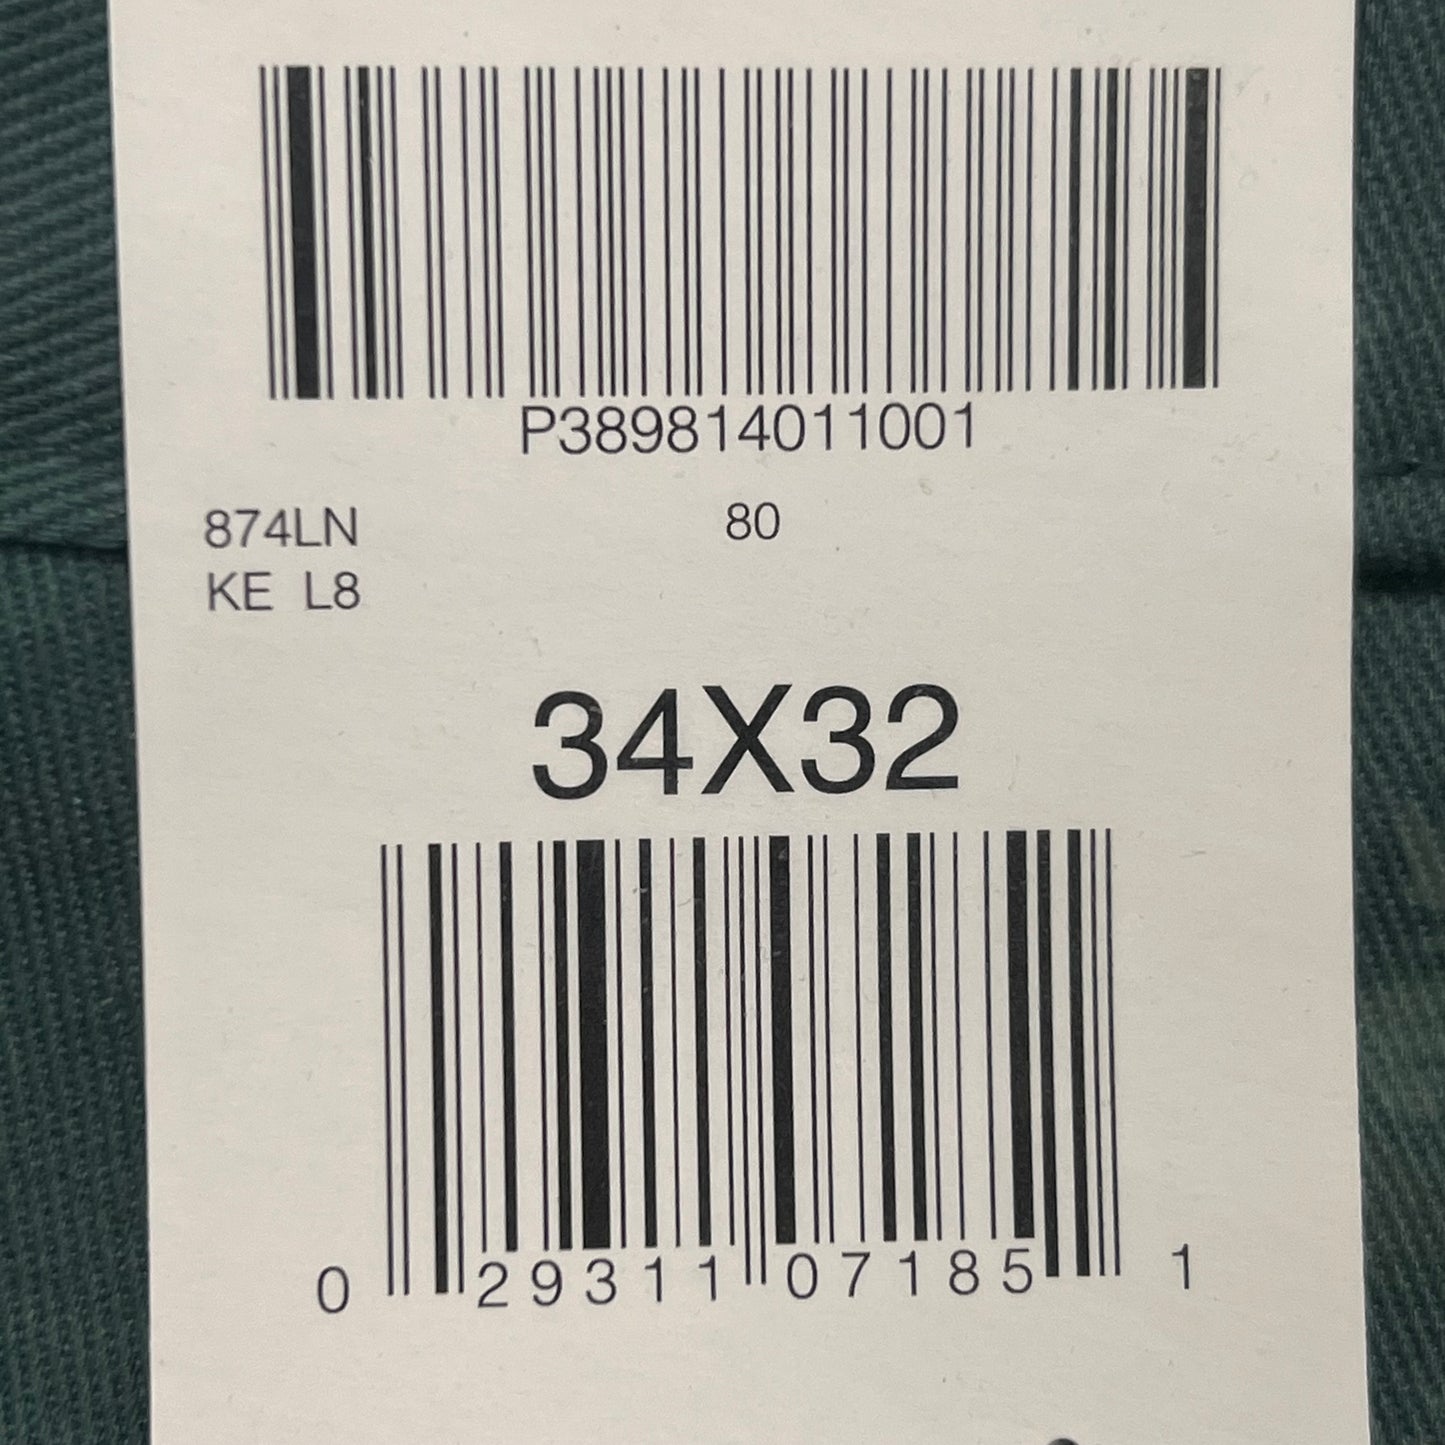 P389814011001
874LN 80
KE L8
34X32
0 29311 07185 1